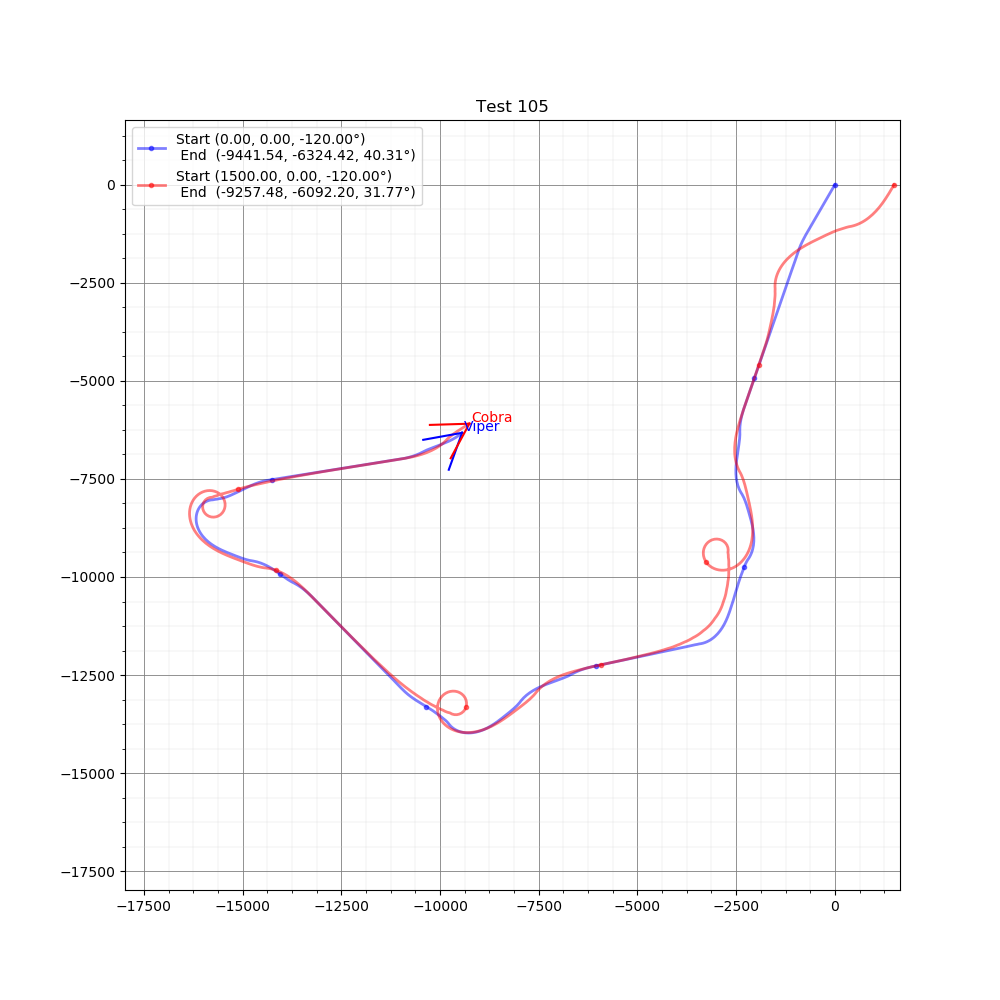 Test 105
Start (0.00, 0.00, -120.00°)
End (-9441.54, -6324.42, 40.31°)
Start (1500.00, 0.00, -120.00°)
End (-9257.48, -6092.20, 31.77°)
0
−2500
−5000
−7500
−10000
−12500
−15000
−17500
Cobra
Viper
−17500 −15000 −12500 −10000 −7500 −5000 −2500 0